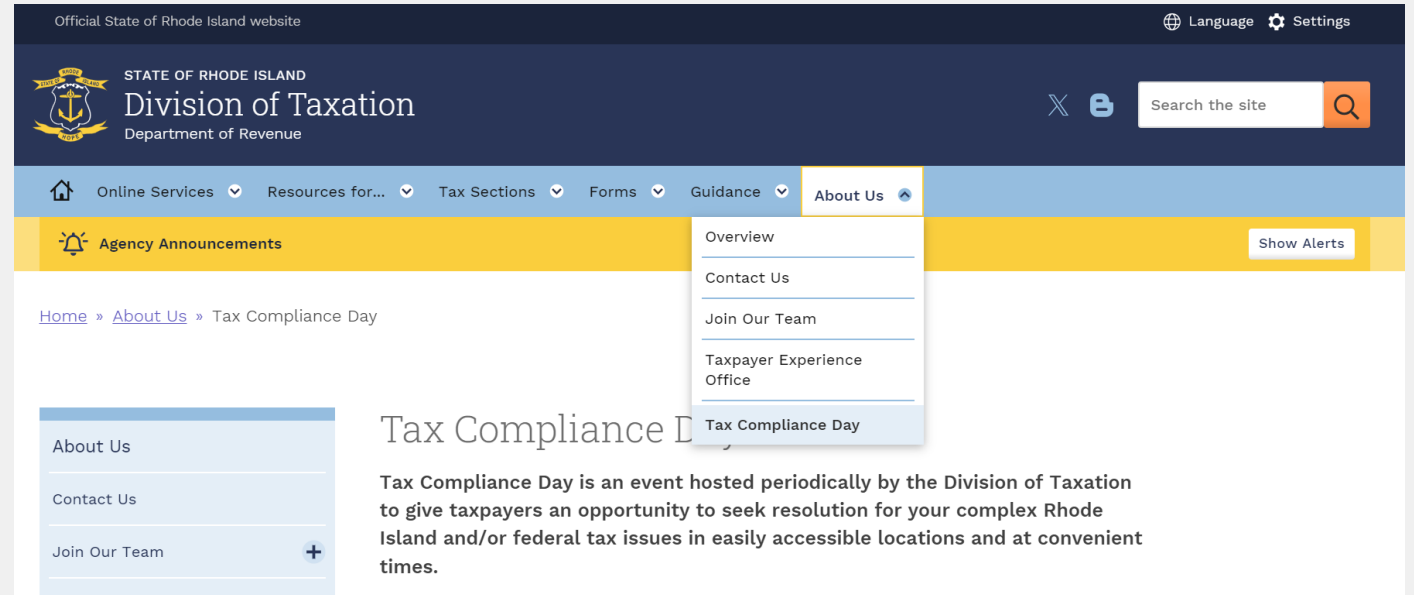 Official State of Rhode Island website
Language
Settings
STATE OF RHODE ISLAND
Division of Taxation
Department of Revenue
Search the site
Online Services
Resources for...
Tax Sections
Forms
Guidance
About Us
Agency Announcements
Show Alerts
Overview
Contact Us
Join Our Team
Taxpayer Experience
Office
Tax Compliance Day
Home » About Us » Tax Compliance Day
About Us
Contact Us
Join Our Team
Tax Compliance
Tax Compliance Day is an event hosted periodically by the Division of Taxation
to give taxpayers an opportunity to seek resolution for your complex Rhode
Island and/or federal tax issues in easily accessible locations and at convenient
times.